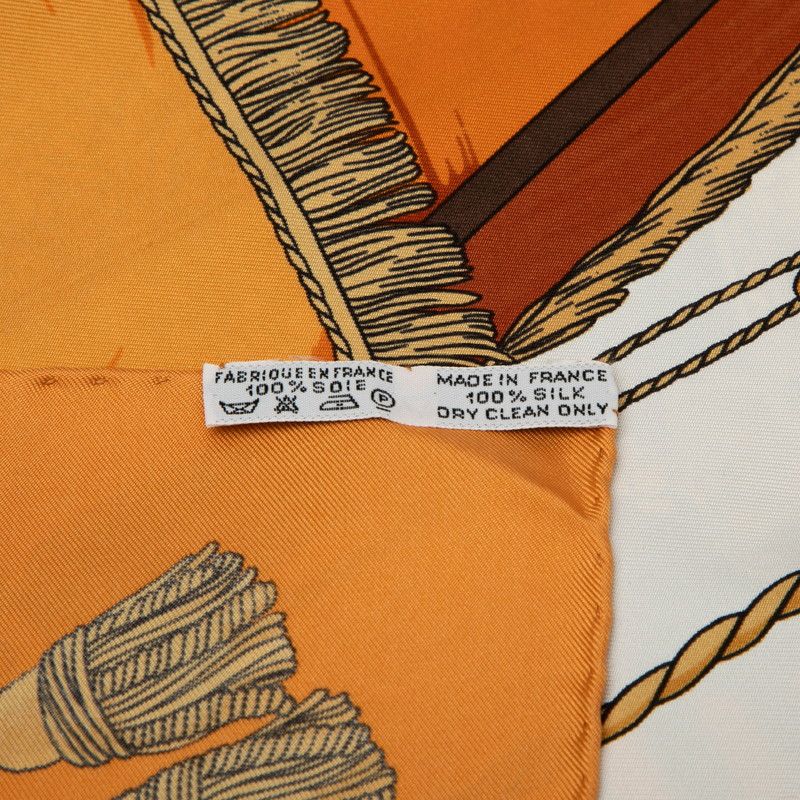 FABRIQUE EN FRANCE
100% SOIE
P
MADE IN FRANCE
100% SILK
DRY CLEAN ONLY